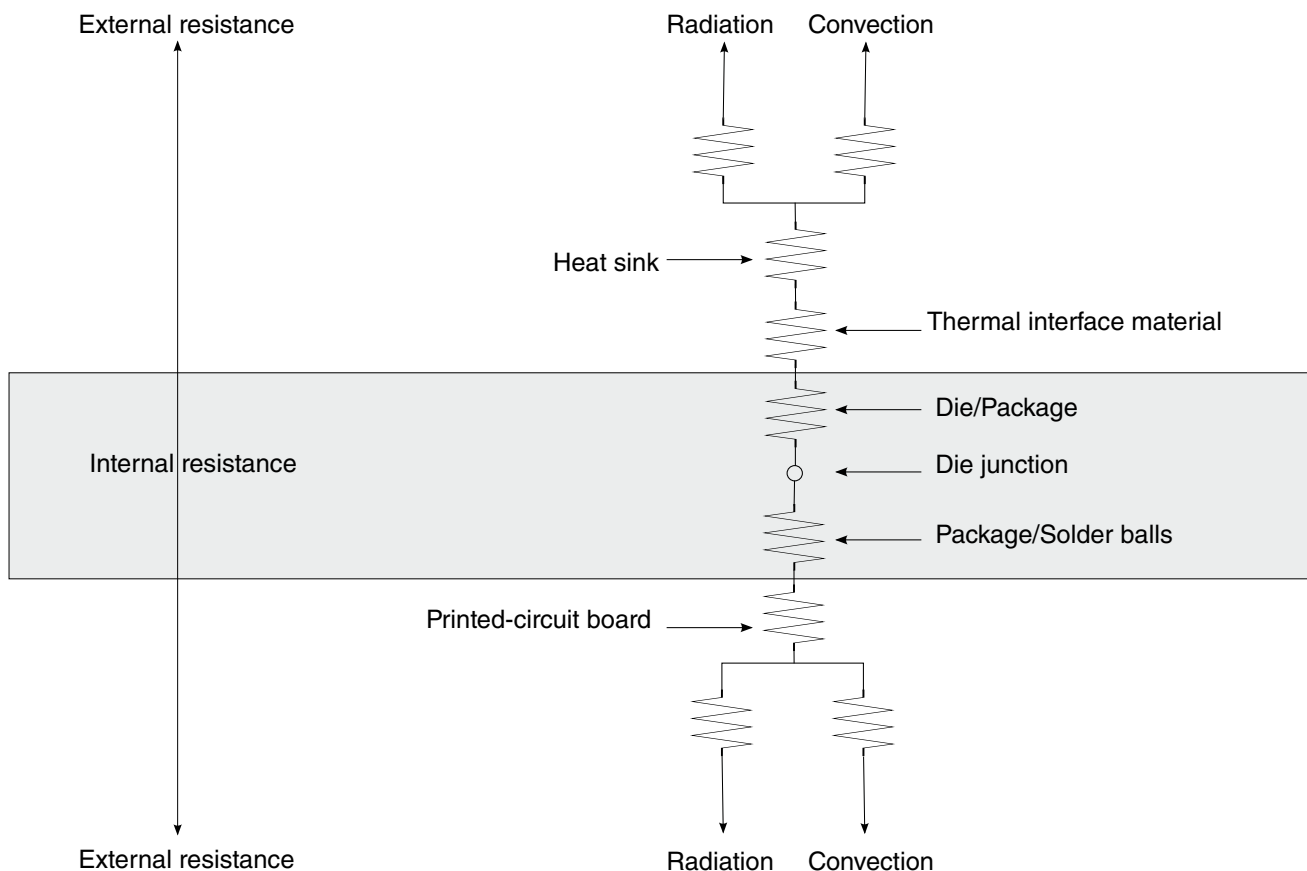 External resistance
Radiation
Convection
Heat sink
Thermal interface material
Die/Package
Internal resistance
Die junction
Package/Solder balls
Printed-circuit board
External resistance
Radiation
Convection